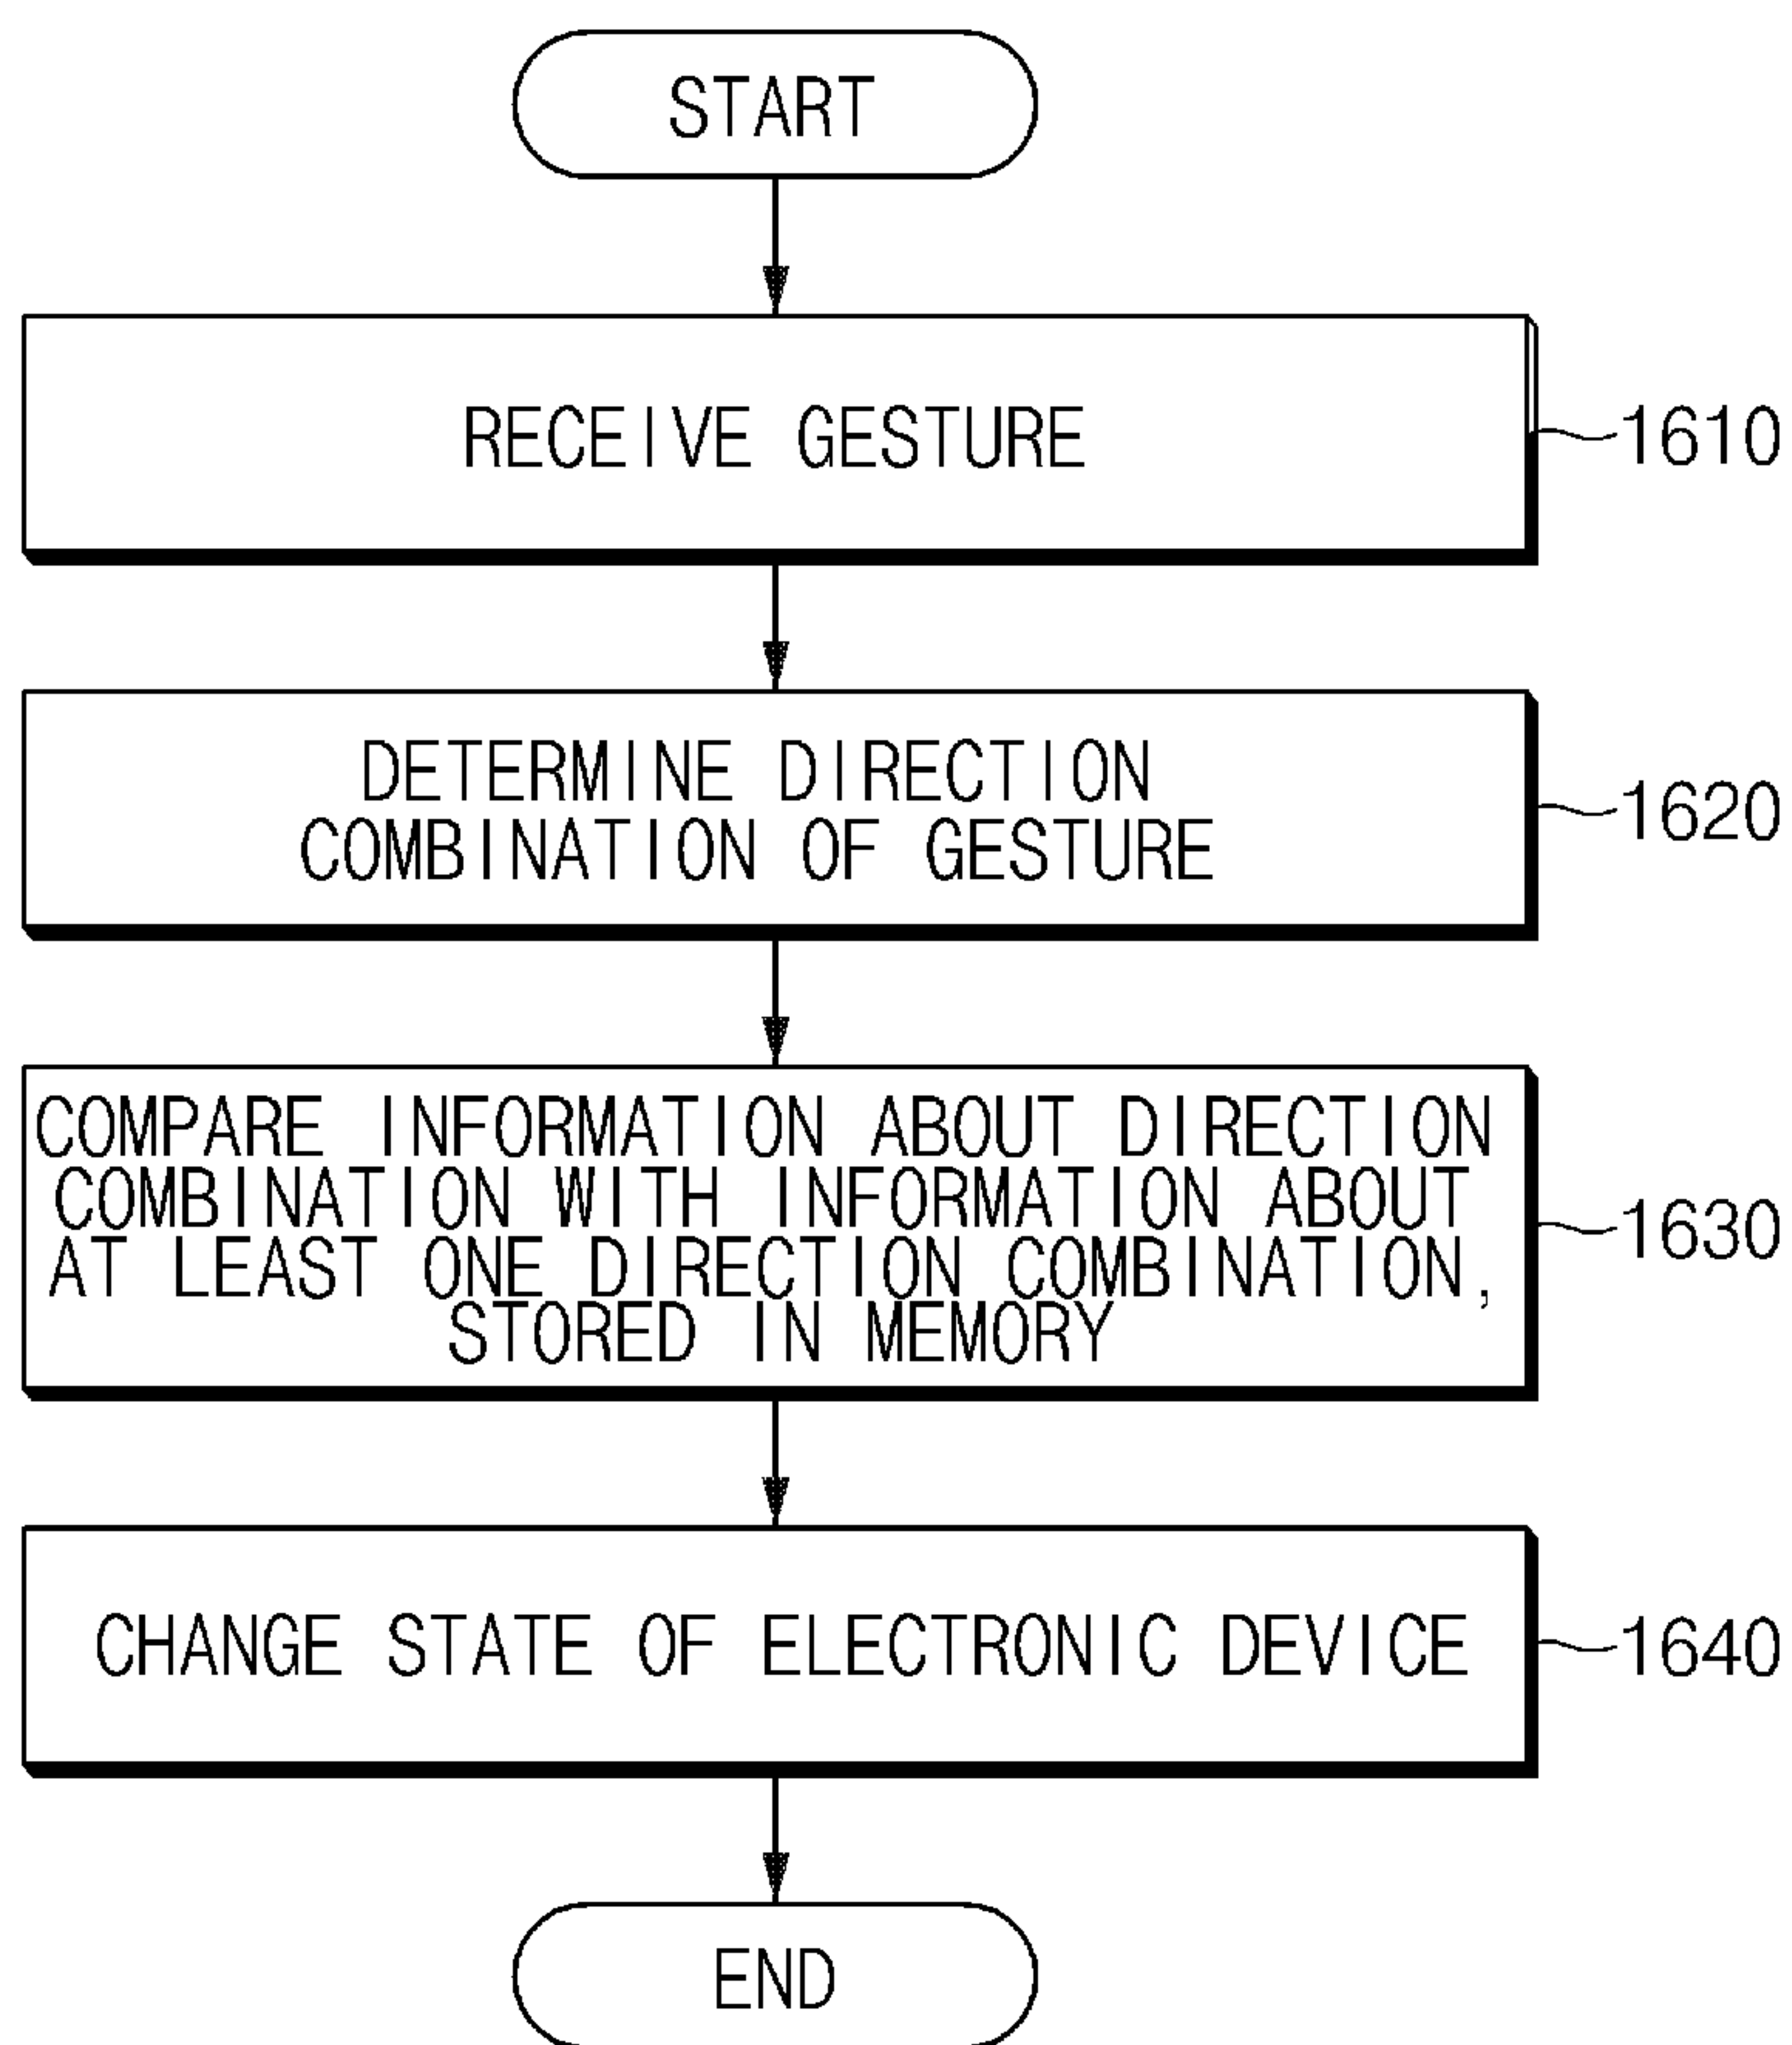 START
RECEIVE GESTURE
1610
DETERMINE DIRECTION
COMBINATION OF GESTURE
1620
COMPARE INFORMATION ABOUT DIRECTION
COMBINATION WITH INFORMATION ABOUT
AT LEAST ONE DIRECTION COMBINATION,
STORED IN MEMORY
1630
CHANGE STATE OF ELECTRONIC DEVICE
1640
END